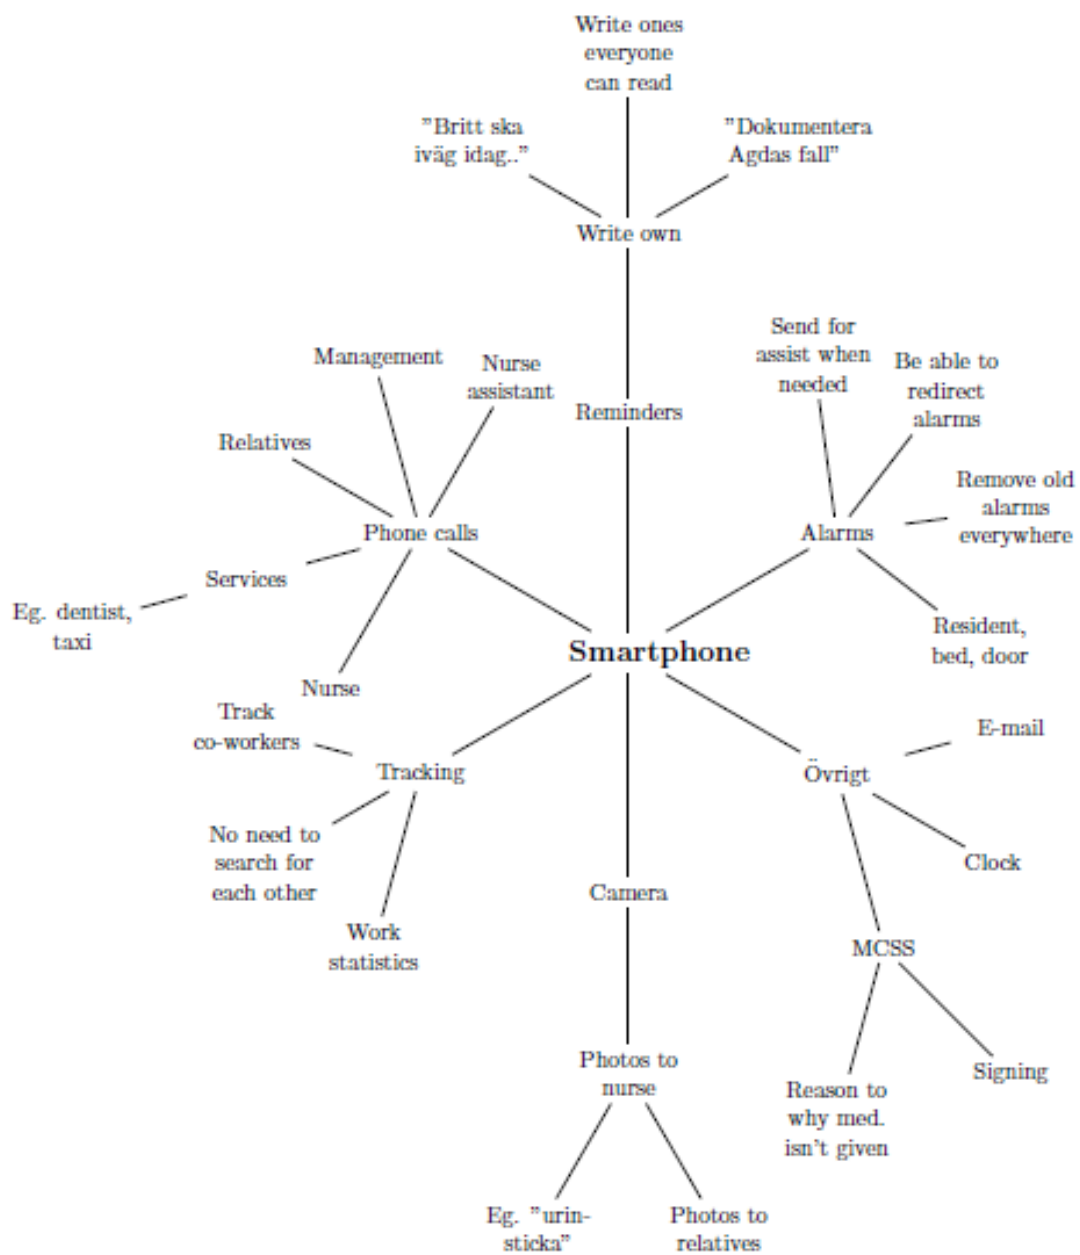 Write ones
everyone
can read
"Britt ska
iväg idag.."
"Dokumentera
Agdas fall"
Write own
Send for
assist when
needed
Management
Nurse
assistant
Be able to
redirect
alarms
Reminders
Relatives
Remove old
alarms
everywhere
Phone calls
Alarms
Services
Eg. dentist,
taxi
Resident,
bed, door
Smartphone
Nurse
Track
co-workers
E-mail
Tracking
Övrigt
No need to
search for
each other
Clock
Camera
Work
statistics
MCSS
Photos to
nurse
Signing
Reason to
why med.
isn't given
Eg. "urin-
sticka"
Photos to
relatives